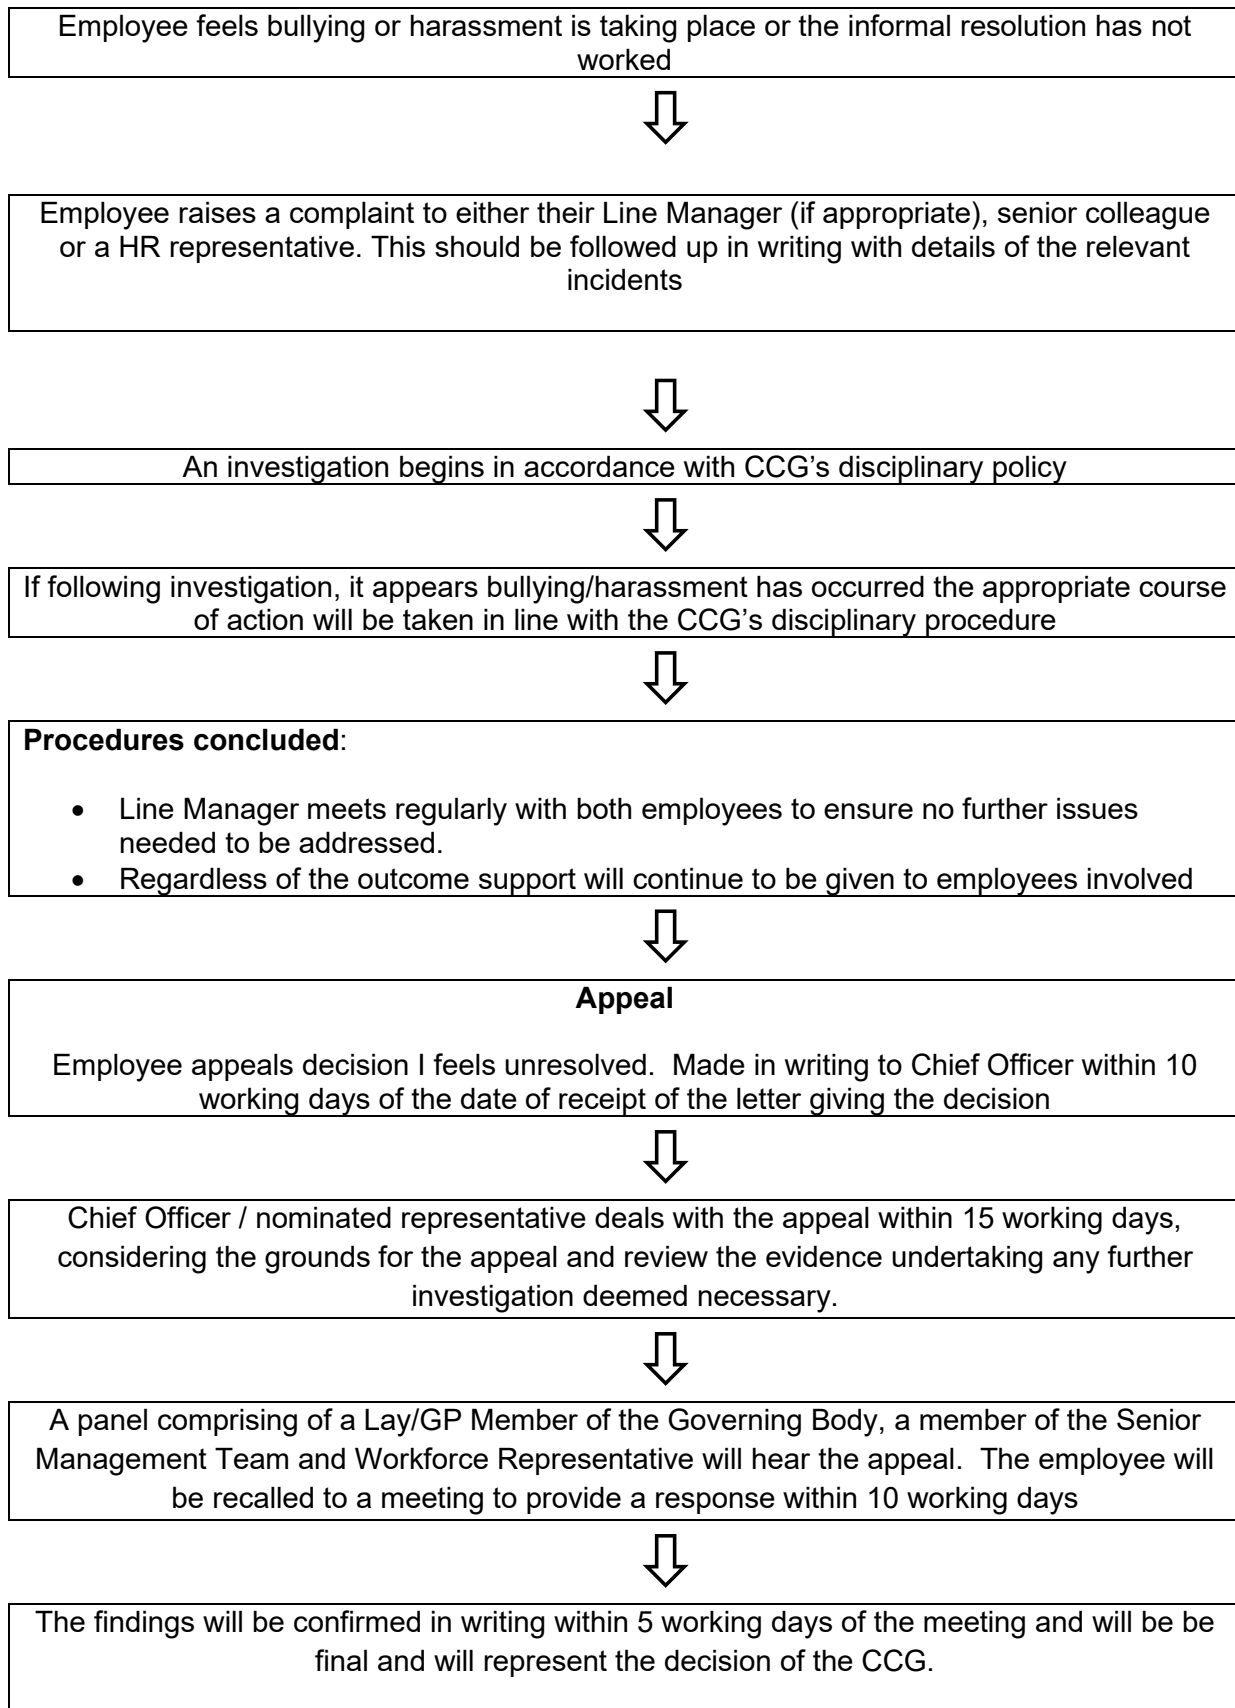 Employee feels bullying or harassment is taking place or the informal resolution has not
worked
Employee raises a complaint to either their Line Manager (if appropriate), senior colleague
or a HR representative. This should be followed up in writing with details of the relevant
incidents
An investigation begins in accordance with CCG’s disciplinary policy
If following investigation, it appears bullying/harassment has occurred the appropriate course
of action will be taken in line with the CCG’s disciplinary procedure
Procedures concluded:
• Line Manager meets regularly with both employees to ensure no further issues
needed to be addressed.
• Regardless of the outcome support will continue to be given to employees involved
Appeal
Employee appeals decision I feels unresolved. Made in writing to Chief Officer within 10
working days of the date of receipt of the letter giving the decision
Chief Officer / nominated representative deals with the appeal within 15 working days,
considering the grounds for the appeal and review the evidence undertaking any further
investigation deemed necessary.
A panel comprising of a Lay/GP Member of the Governing Body, a member of the Senior
Management Team and Workforce Representative will hear the appeal. The employee will
be recalled to a meeting to provide a response within 10 working days
The findings will be confirmed in writing within 5 working days of the meeting and will be be
final and will represent the decision of the CCG.